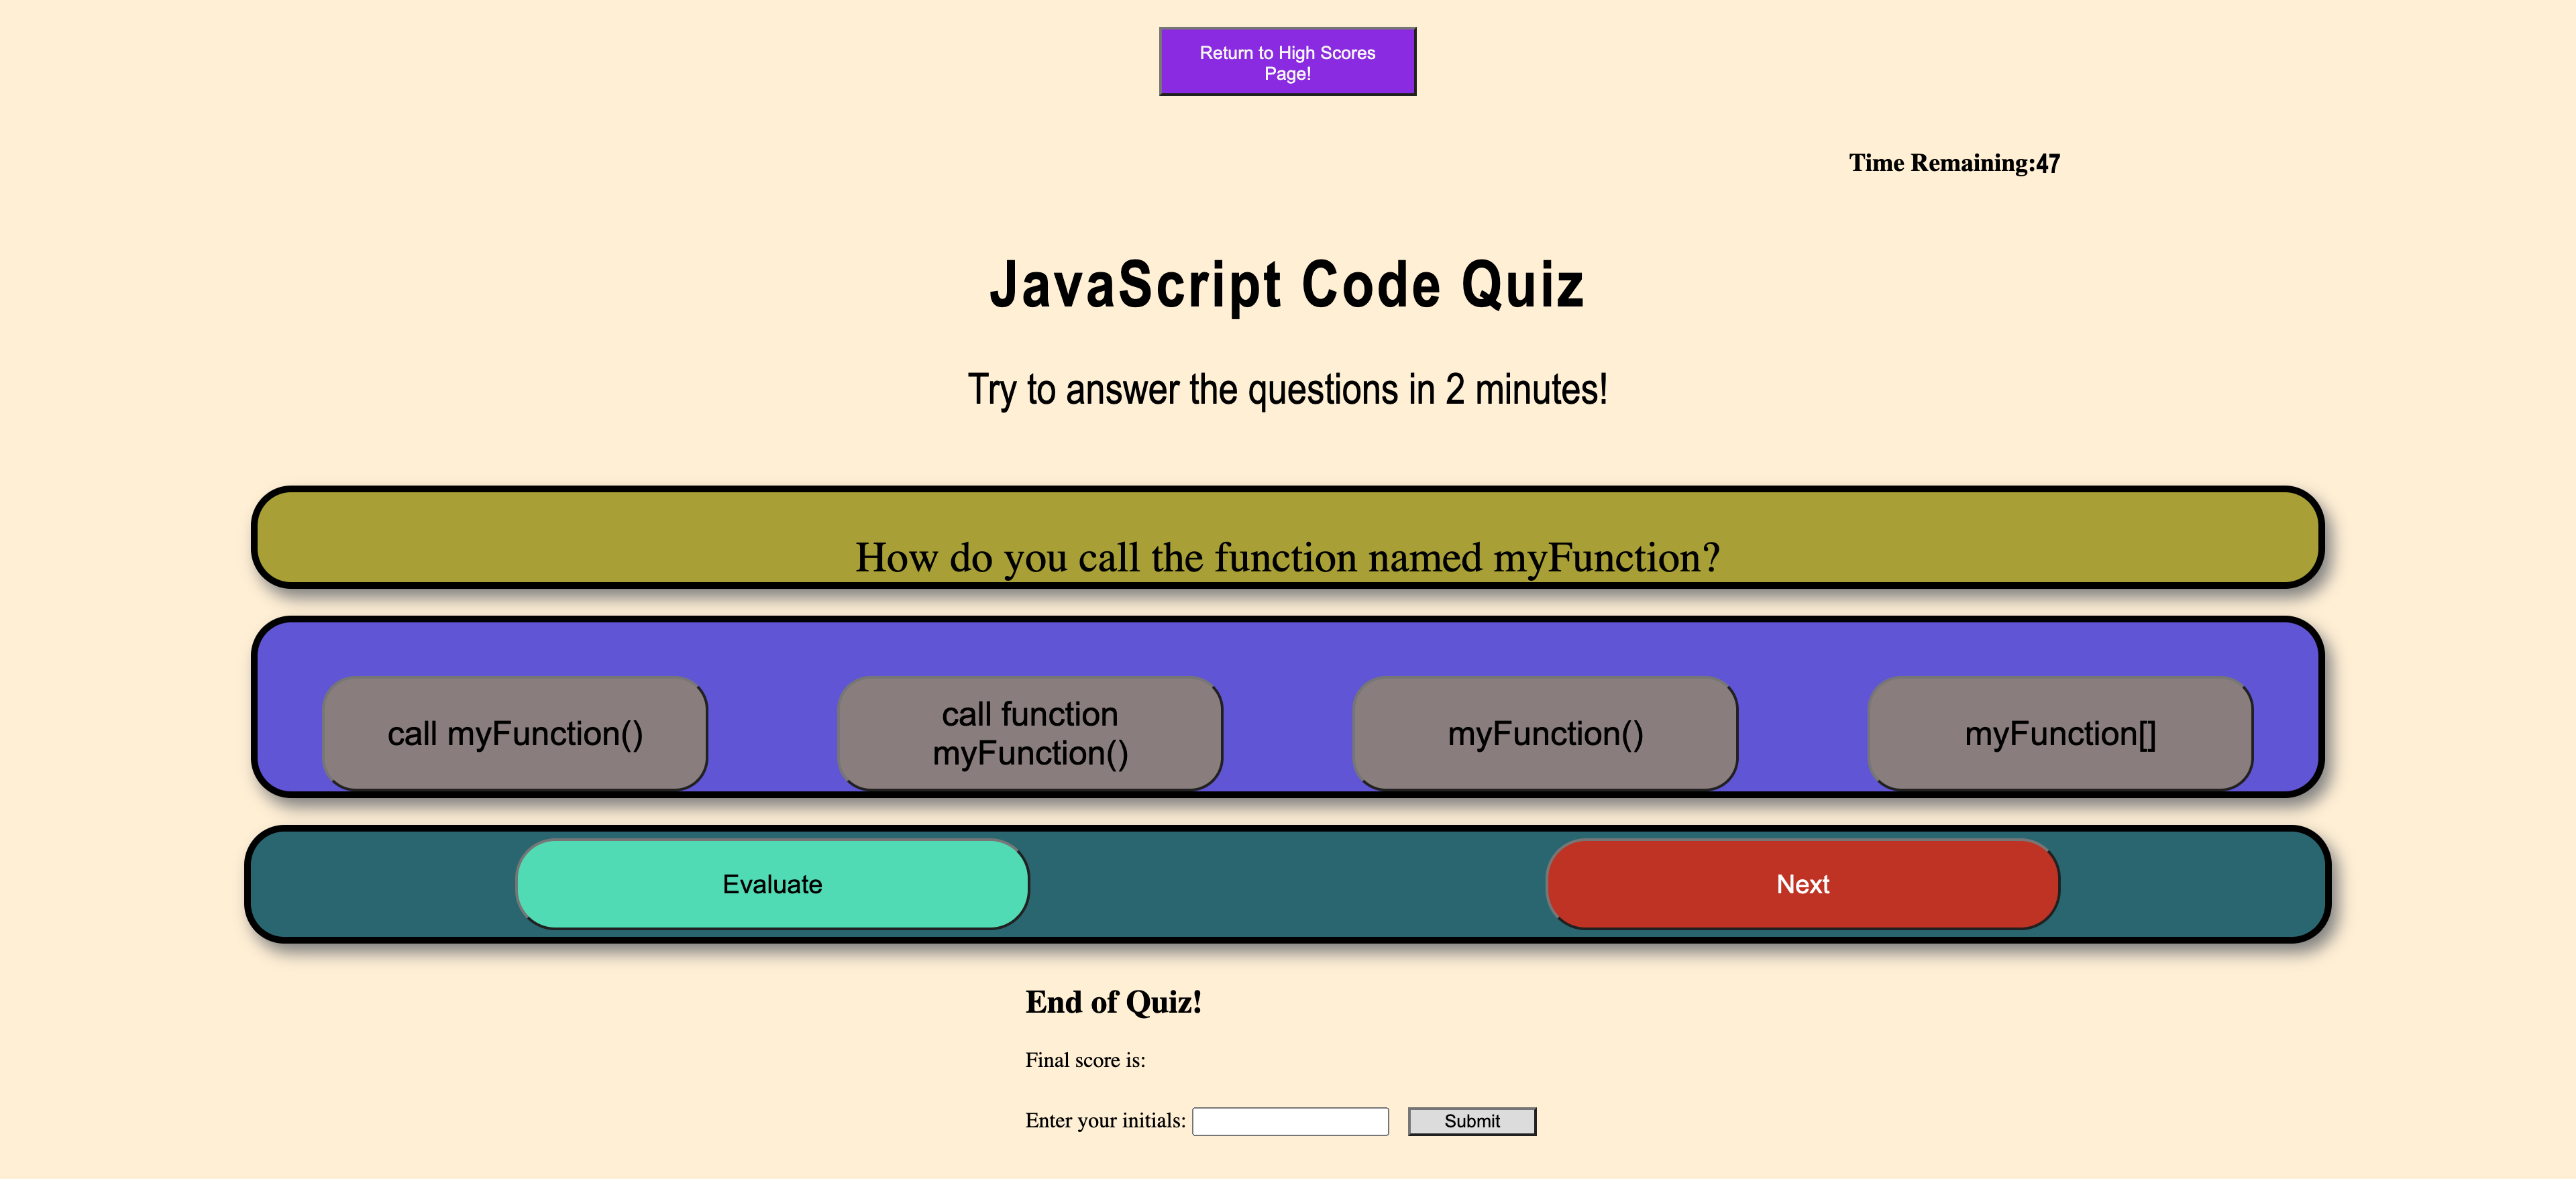 Return to High Scores
Page!
Time Remaining:47
JavaScript Code Quiz
Try to answer the questions in 2 minutes!
How do you call the function named myFunction?
call myFunction()
call function
myFunction()
myFunction()
myFunction[]
Evaluate
Next
End of Quiz!
Final score is:
Enter your initials:
Submit